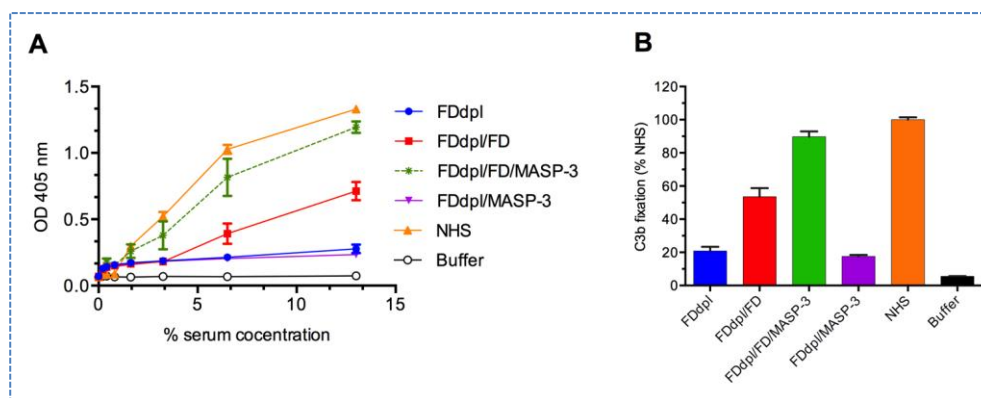 A
OD 405 nm
1.5
1.0
0.5
0.0
0
5
10
15
% serum cocentration
FDdpl
FDdpl/FD
FDdpl/FD/MASP-3
FDdpl/MASP-3
NHS
Buffer
B
C3b fixation (% NHS)
120
100
80
60
40
20
0
FDdpl
FDdpl/FD
FDdpl/FD/MASP-3
FDdpl/MASP-3
NHS
Buffer